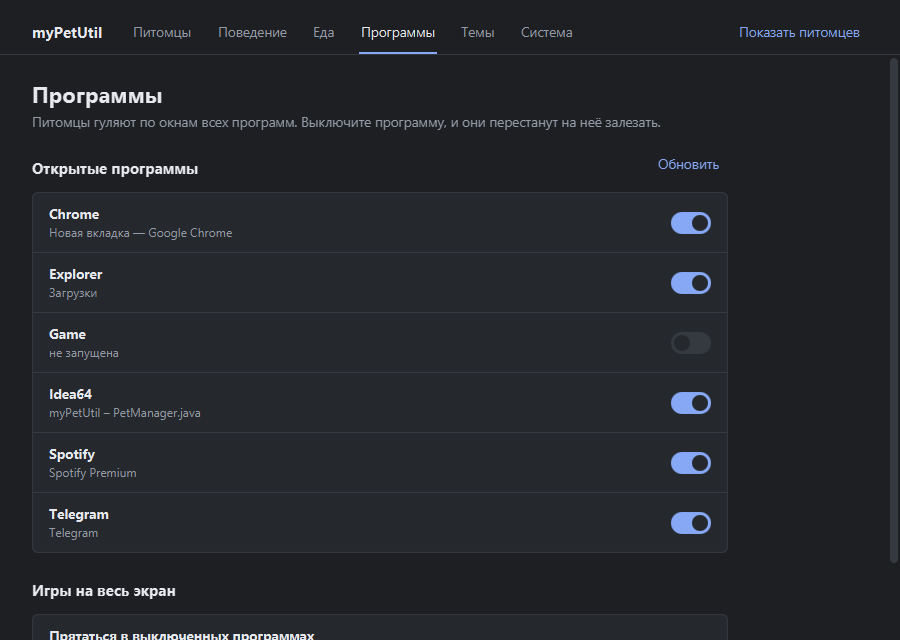 myPetUtil Питомцы Поведение Еда Программы Темы Система Показать питомцев
Программы
Питомцы гуляют по окнам всех программ. Выключите программу, и они перестанут на неё залезать.
Открытые программы Обновить
Chrome
Новая вкладка — Google Chrome
Explorer
Загрузки
Game
не запущена
Idea64
myPetUtil – PetManager.java
Spotify
Spotify Premium
Telegram
Telegram
Игры на весь экран
Прятаться в выключенных программах